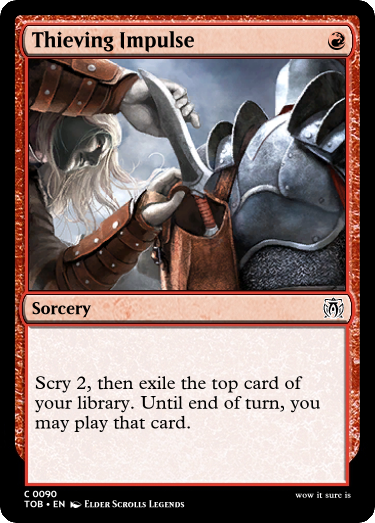 Thieving Impulse
Sorcery
Scry 2, then exile the top card of
your library. Until end of turn, you
may play that card.
C 0090
TOB • EN Elder Scrolls Legends
wow it sure is